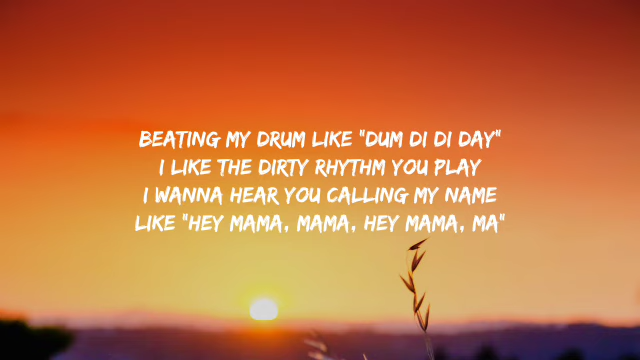 BEATING MY DRUM LIKE "DUM DI DI DAY"
I LIKE THE DIRTY RHYTHM YOU PLAY
I WANNA HEAR YOU CALLING MY NAME
LIKE "HEY MAMA, MAMA, HEY MAMA, MA"